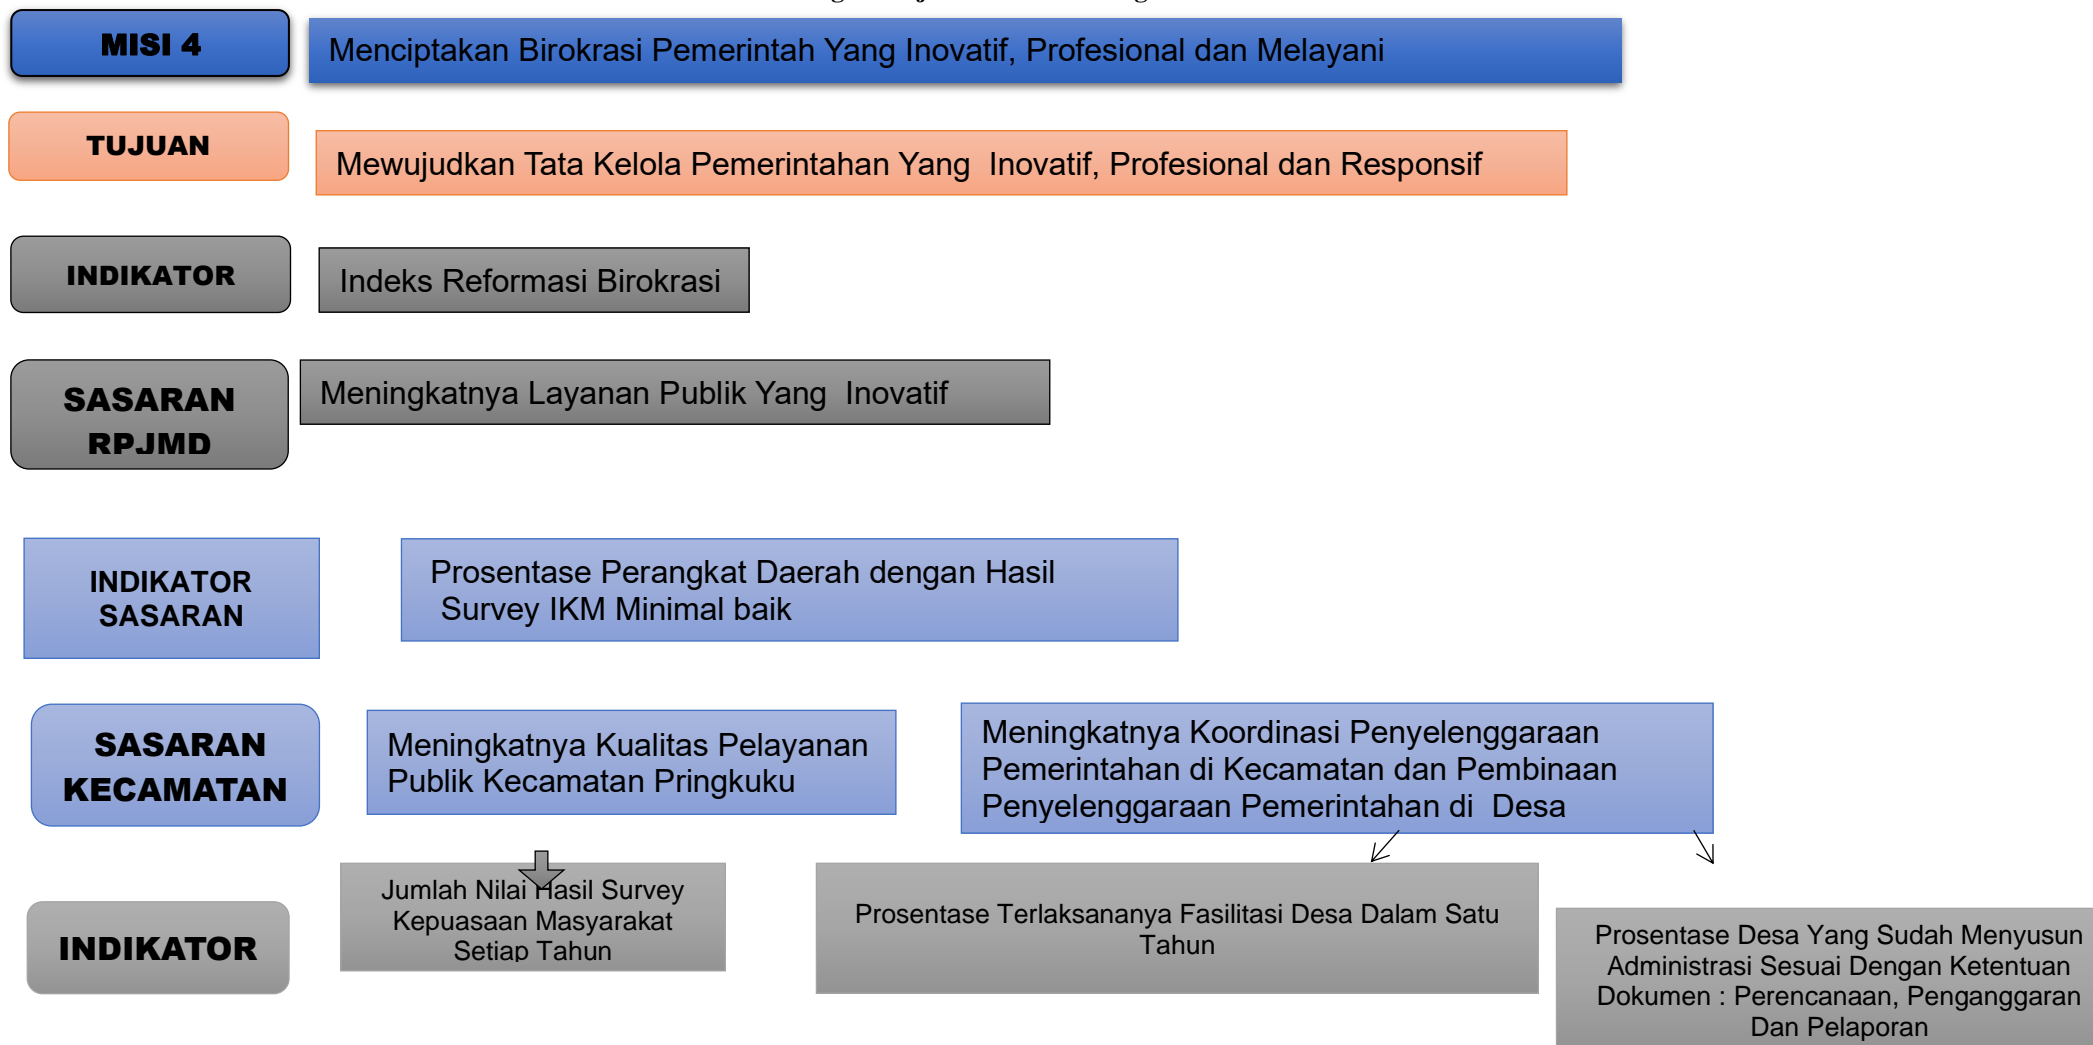 MISI 4
Menciptakan Birokrasi Pemerintah Yang Inovatif, Profesional dan Melayani
TUJUAN
Mewujudkan Tata Kelola Pemerintahan Yang Inovatif, Profesional dan Responsif
INDIKATOR
Indeks Reformasi Birokrasi
SASARAN
RPJMD
Meningkatnya Layanan Publik Yang Inovatif
INDIKATOR
SASARAN
Prosentase Perangkat Daerah dengan Hasil
Survey IKM Minimal baik
SASARAN
KECAMATAN
Meningkatnya Kualitas Pelayanan
Publik Kecamatan Pringkuku
Meningkatnya Koordinasi Penyelenggaraan
Pemerintahan di Kecamatan dan Pembinaan
Penyelenggaraan Pemerintahan di Desa
INDIKATOR
Jumlah Nilai Hasil Survey
Kepuasaan Masyarakat
Setiap Tahun
Prosentase Terlaksananya Fasilitasi Desa Dalam Satu
Tahun
Prosentase Desa Yang Sudah Menyusun
Administrasi Sesuai Dengan Ketentuan
Dokumen : Perencanaan, Penganggaran
Dan Pelaporan